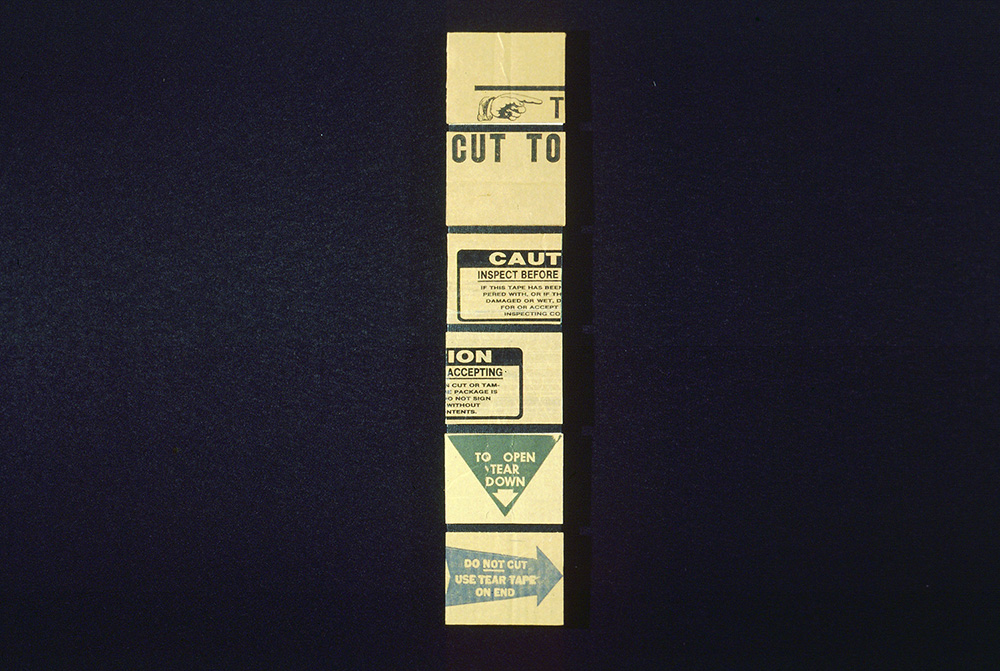 T
CUT TO
CAUT
INSPECT BEFORE
IF THIS TAPE HAS BEEN
PERED WITH, OR IF TH
DAMAGED OR WET, D
FOR OR ACCEPT
INSPECTING CO
ION
ACCEPTING
N CUT OR TAM-
E PACKAGE IS
O NOT SIGN
WITHOUT
NTENTS.
TO OPEN
TEAR
DOWN
DO NOT CUT
USE TEAR TAPE
ON END